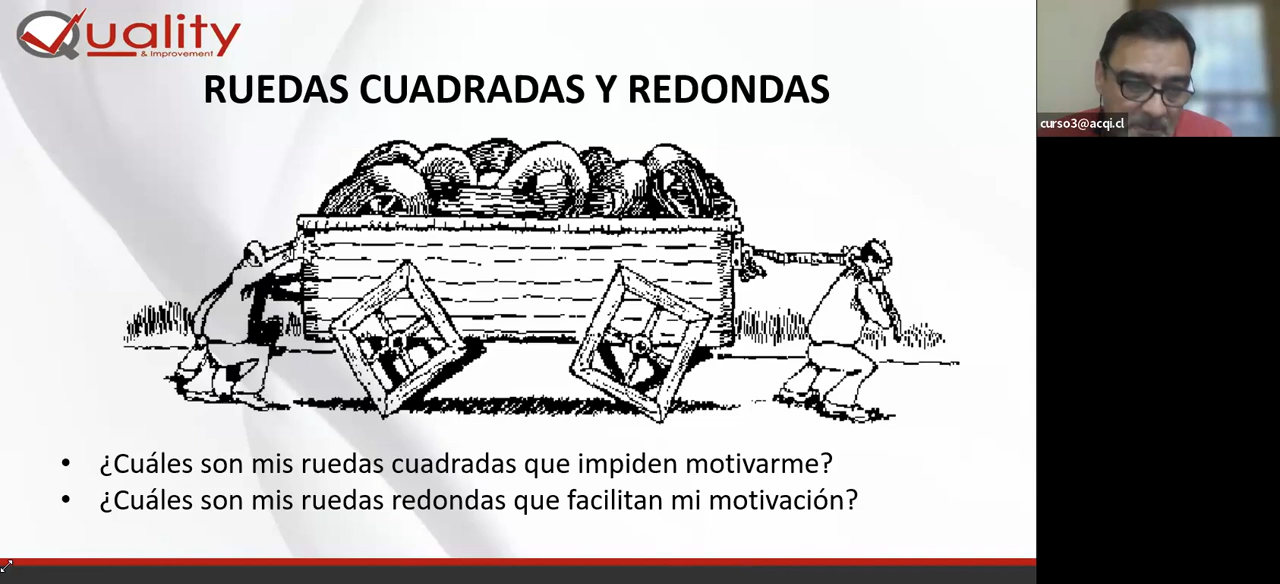 Quality
& Improvement
RUEDAS CUADRADAS Y REDONDAS
curso3@acqi.cl
• ¿Cuáles son mis ruedas cuadradas que impiden motivarme?
• ¿Cuáles son mis ruedas redondas que facilitan mi motivación?